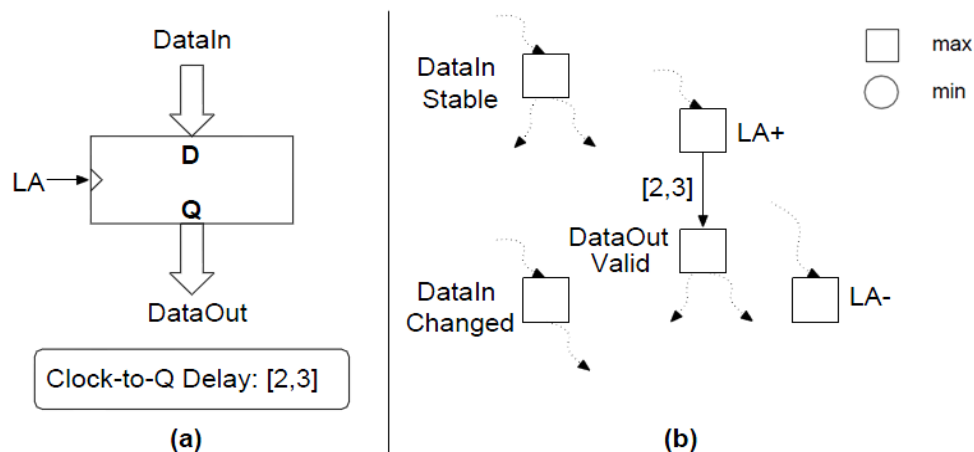 DataIn
D
LA
Q
DataOut
Clock-to-Q Delay: [2,3]
(a)
DataIn
Stable
LA+
[2,3]
DataOut
Valid
DataIn
Changed
LA-
(b)
max
min